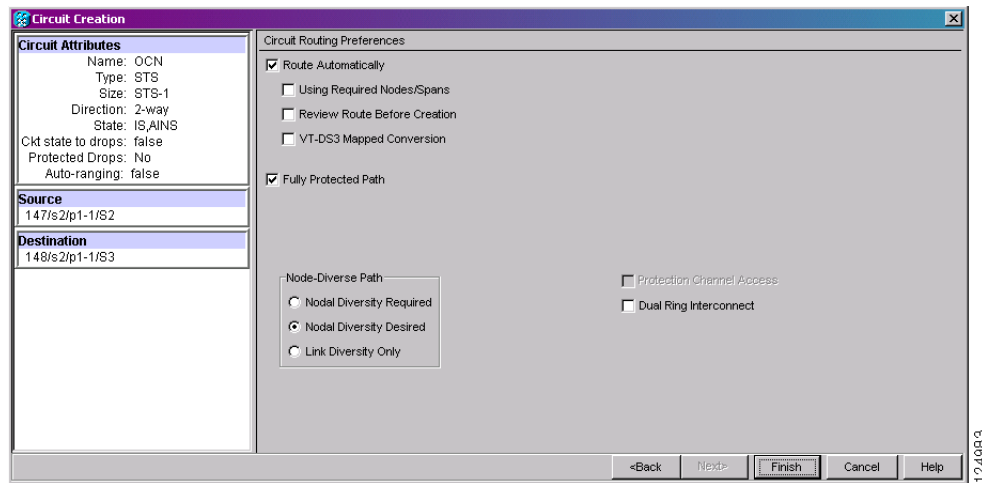 Circuit Creation
Circuit Attributes
Name: OCN
Type: STS
Size: STS-1
Direction: 2-way
State: IS,AINS
Ckt state to drops: false
Protected Drops: No
Auto-ranging: false
Source
147/s2/p1-1/S2
Destination
148/s2/p1-1/S3
Circuit Routing Preferences
Route Automatically
Using Required Nodes/Spans
Review Route Before Creation
VT-DS3 Mapped Conversion
Fully Protected Path
Node-Diverse Path
Nodal Diversity Required
Nodal Diversity Desired
Link Diversity Only
Protection Channel Access
Dual Ring Interconnect
<Back
Next>
Finish
Cancel
Help
124983